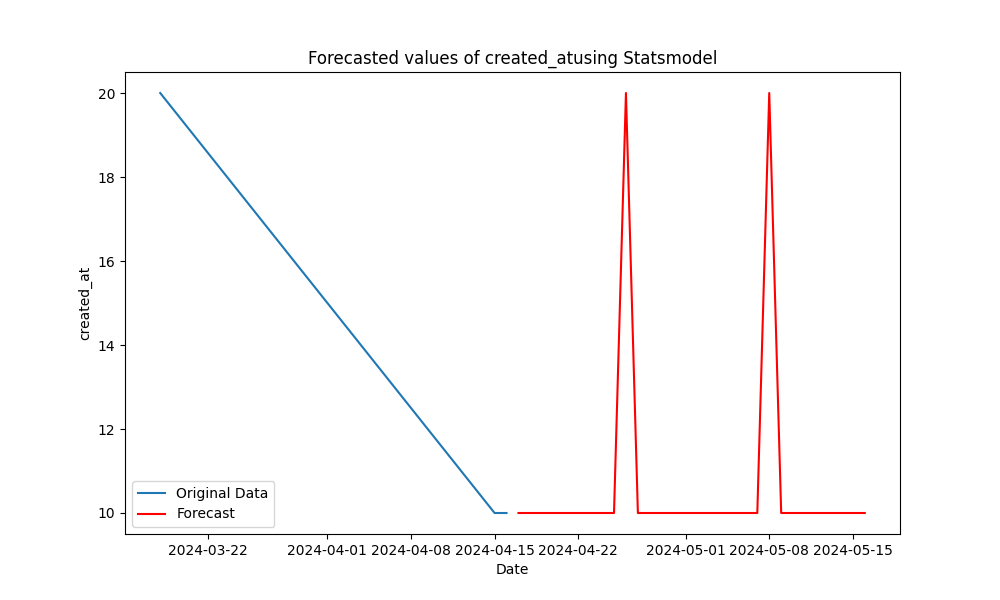 Forecasted values of created_atusing Statsmodel
20
18
16
14
12
10
created_at
Original Data
Forecast
2024-03-22 2024-04-01 2024-04-08 2024-04-15 2024-04-22 2024-05-01 2024-05-08 2024-05-15
Date